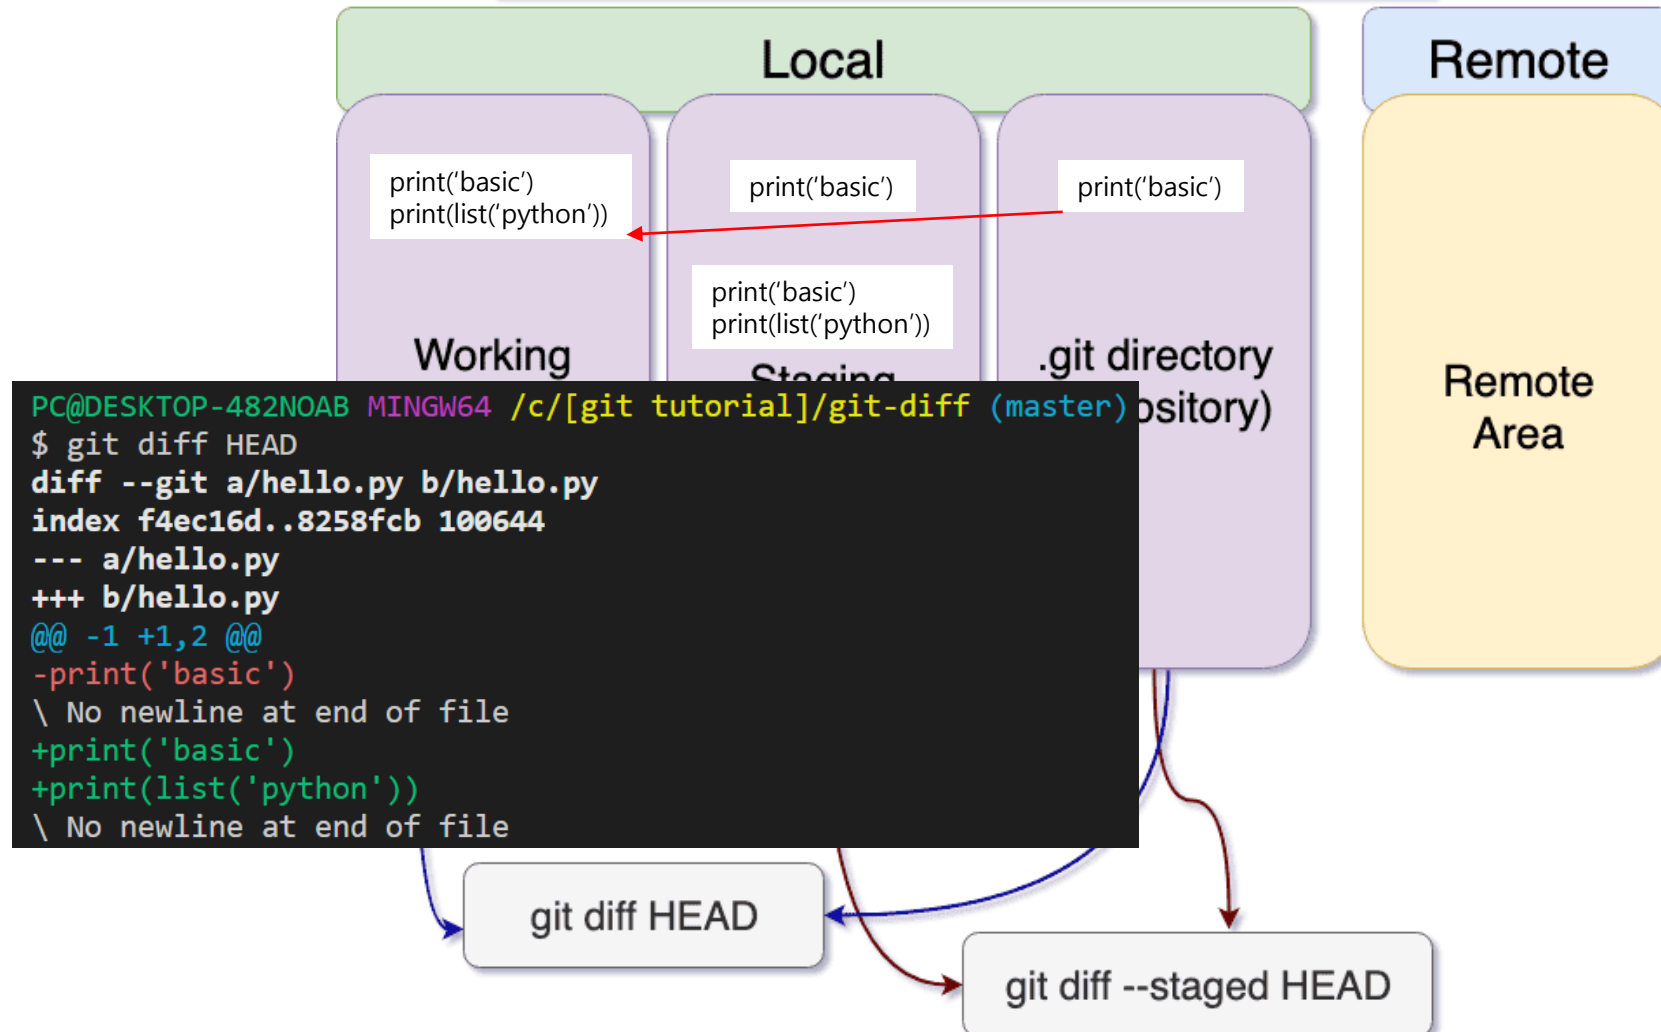 Local
Remote
print(‘basic’)
print(list(‘python’))
print(‘basic’)
print(‘basic’)
print(‘basic’)
print(list(‘python’))
Working
Staging
.git directory
ository)
Remote
Area
PC@DESKTOP-482NOAB MINGW64 /c/[git tutorial]/git-diff (master)
$ git diff HEAD
diff --git a/hello.py b/hello.py
index f4ec16d..8258fcb 100644
--- a/hello.py
+++ b/hello.py
@@ -1 +1,2 @@
-print('basic')
\ No newline at end of file
+print('basic')
+print(list('python'))
\ No newline at end of file
git diff HEAD
git diff --staged HEAD